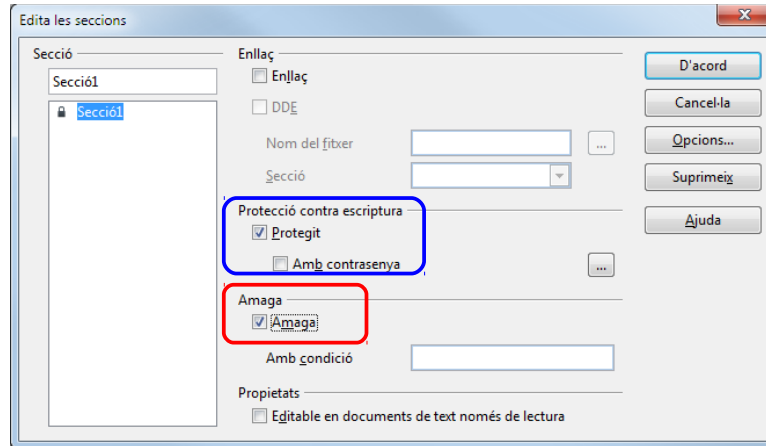 Edita les seccions
Secció
Secció1
Secció1
Enllaç
Enllaç
DDE
Nom del fitxer
...
Secció
Protecció contra escriptura
Protegit
Amb contrasenya
...
Amaga
Amaga
Amb condició
Propietats
Editable en documents de text només de lectura
D'acord
Cancel·la
Opcions...
Suprimeix
Ajuda